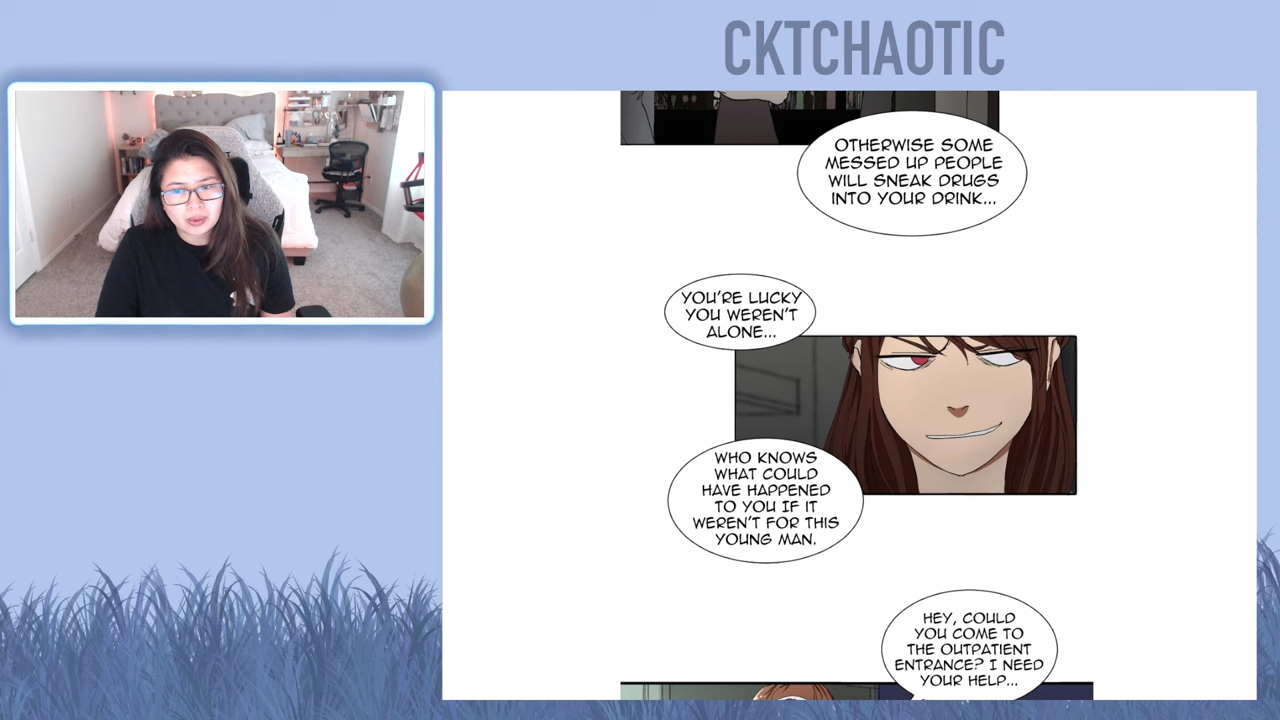 CKTCHAOTIC
OTHERWISE SOME
MESSED UP PEOPLE
WILL SNEAK DRUGS
INTO YOUR DRINK...
YOU'RE LUCKY
YOU WEREN'T
ALONE...
WHO KNOWS
WHAT COULD
HAVE HAPPENED
TO YOU IF IT
WEREN'T FOR THIS
YOUNG MAN.
HEY, COULD
YOU COME TO
THE OUTPATIENT
ENTRANCE? I NEED
YOUR HELP...